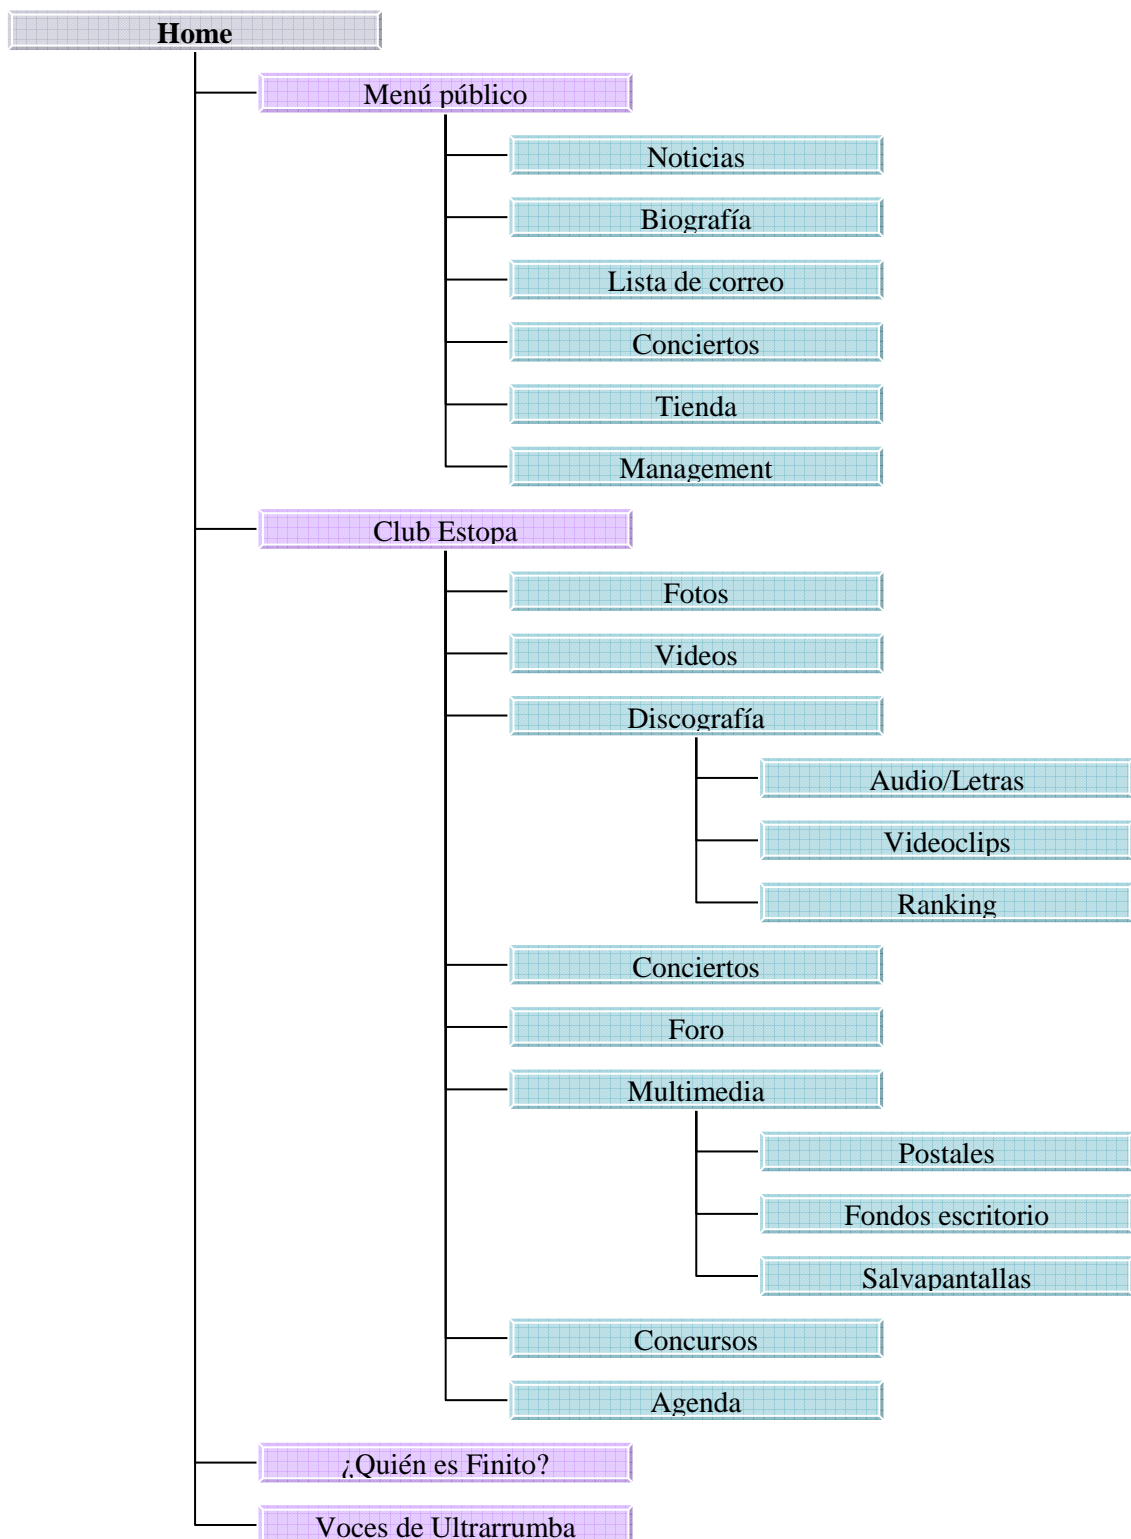 Home
Menú público
Noticias
Biografía
Lista de correo
Conciertos
Tienda
Management
Club Estopa
Fotos
Videos
Discografía
Audio/Letras
Videoclips
Ranking
Conciertos
Foro
Multimedia
Postales
Fondos escritorio
Salvapantallas
Concursos
Agenda
¿Quién es Finito?
Voces de Ultrarrumba